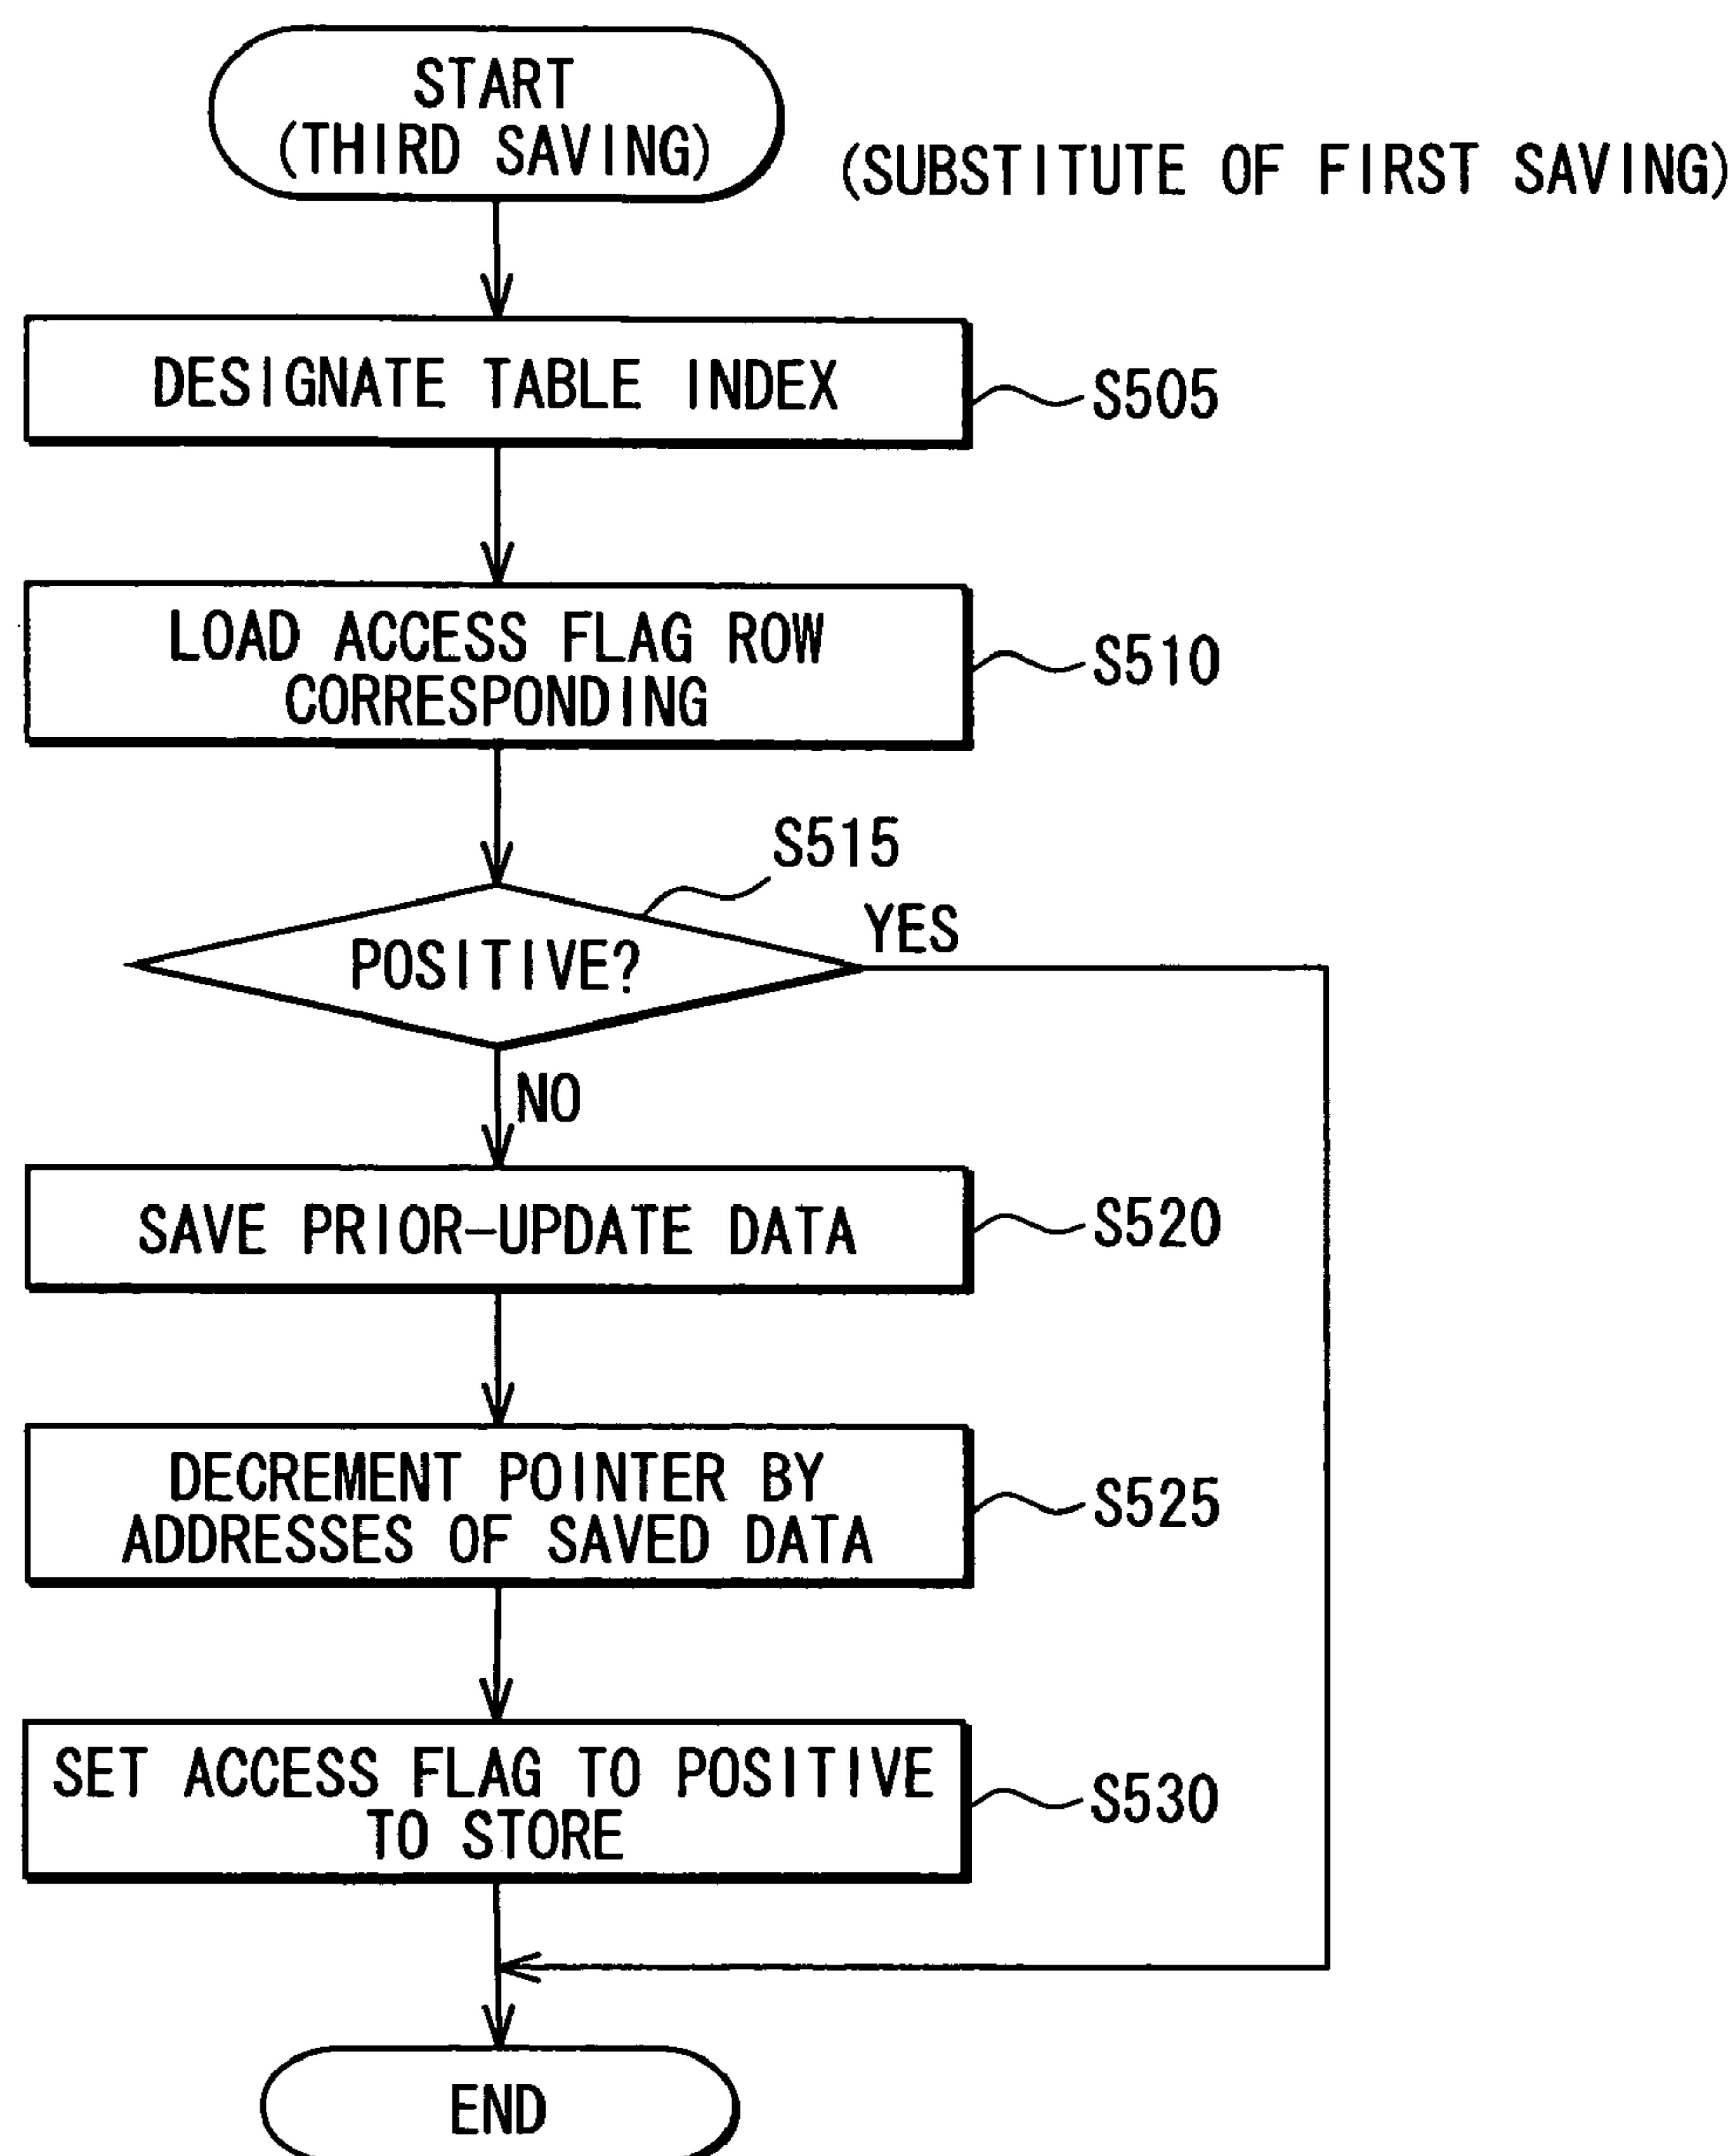 START
(THIRD SAVING)
(SUBSTITUTE OF FIRST SAVING)
DESIGNATE TABLE INDEX
S505
LOAD ACCESS FLAG ROW
CORRESPONDING
S510
S515
POSITIVE?
YES
NO
SAVE PRIOR-UPDATE DATA
S520
DECREMENT POINTER BY
ADDRESSES OF SAVED DATA
S525
SET ACCESS FLAG TO POSITIVE
TO STORE
S530
END